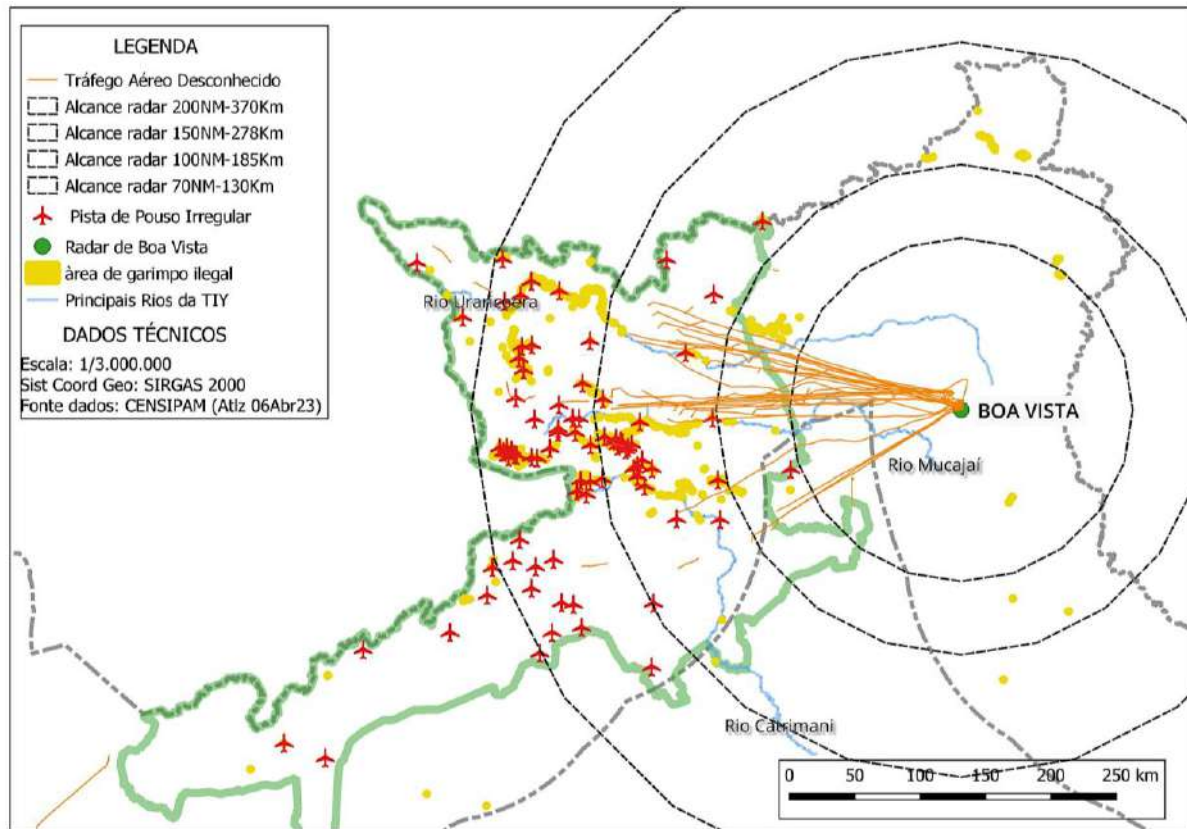 LEGENDA
Tráfego Aéreo Desconhecido
Alcance radar 200NM-370Km
Alcance radar 150NM-278Km
Alcance radar 100NM-185Km
Alcance radar 70NM-130Km
Pista de Pouso Irregular
Radar de Boa Vista
àrea de garimpo ilegal
Principais Rios da TIY
DADOS TÉCNICOS
Escala: 1/3.000.000
Sist Coord Geo: SIRGAS 2000
Fonte dados: CENSIPAM (Atlz 06Abr23)
Rio
BOA VISTA
Rio Mucajaí
Rio Catrimani
0 50 100 150 200 250 km